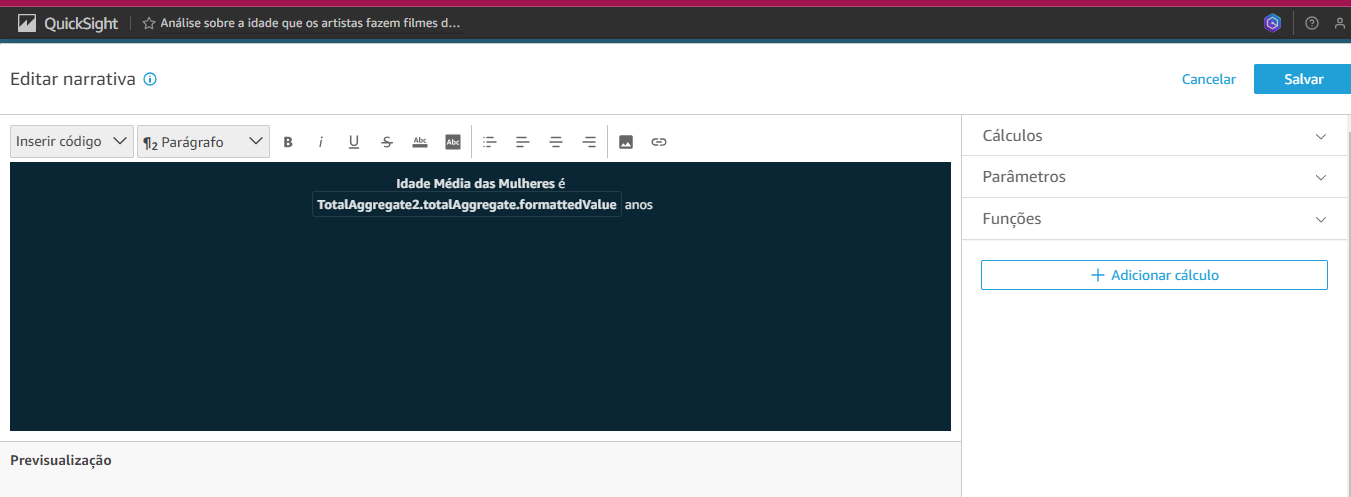 QuickSight
Análise sobre a idade que os artistas fazem filmes d...
Editar narrativa
Cancelar
Salvar
Inserir código
Parágrafo
B
i
U
S
Abc
Abc
Idade Média das Mulheres é
TotalAggregate2.totalAggregate.formattedValue anos
Cálculos
Parâmetros
Funções
Adicionar cálculo
Previsualização